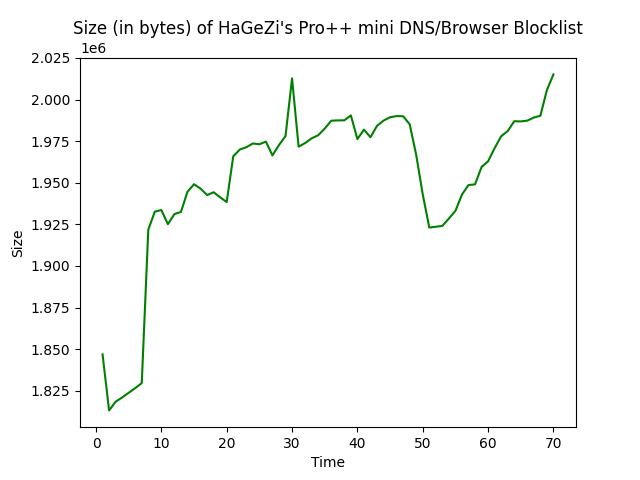 Size (in bytes) of HaGeZi's Pro++ mini DNS/Browser Blocklist
1e6
2.025
2.000
1.975
1.950
1.925
1.900
1.875
1.850
1.825
Size
0 10 20 30 40 50 60 70
Time